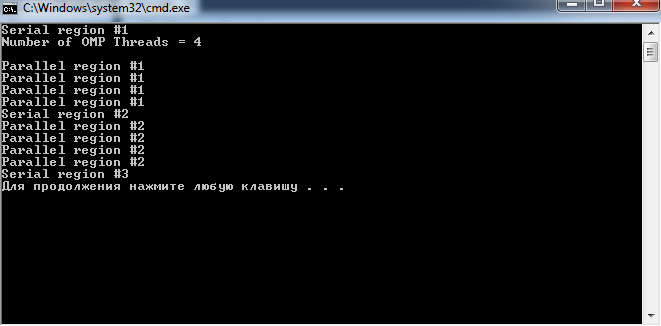 C:\Windows\system32\cmd.exe
Serial region #1
Number of OMP Threads = 4
Parallel region #1
Parallel region #1
Parallel region #1
Parallel region #1
Serial region #2
Parallel region #2
Parallel region #2
Parallel region #2
Parallel region #2
Serial region #3
Для продолжения нажмите любую клавишу . . .